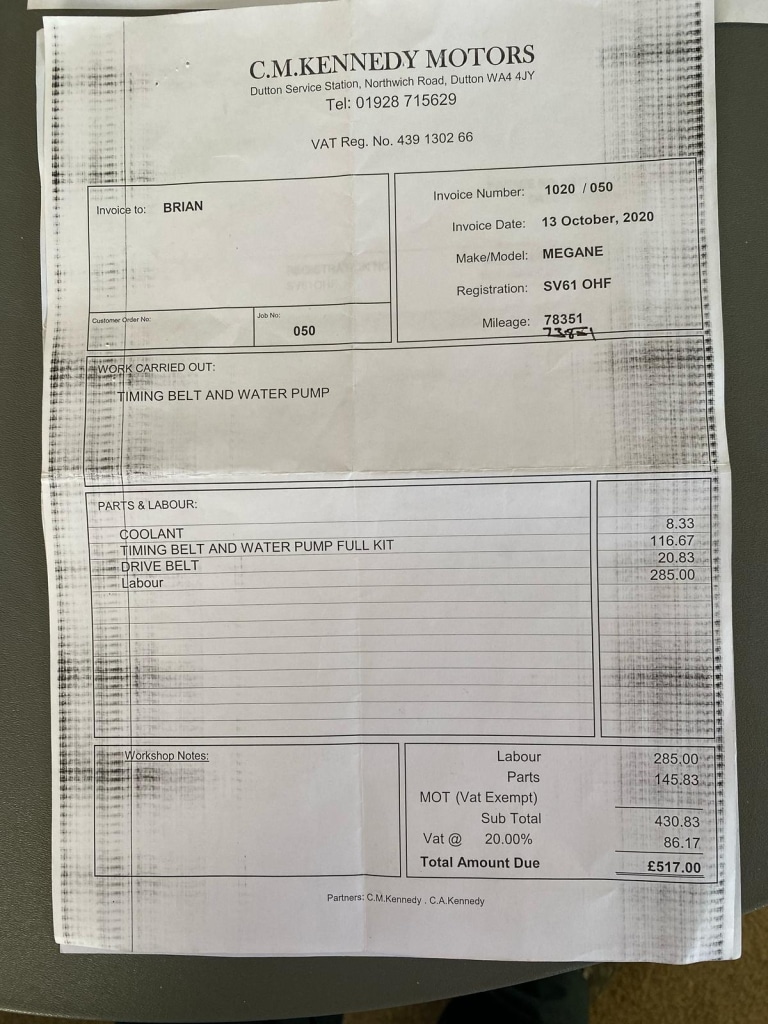 C.M.KENNEDY MOTORS
Dutton Service Station, Northwich Road, Dutton WA4 4JY
Tel: 01928 715629
VAT Reg. No. 439 1302 66
Invoice to: BRIAN
Customer Order No:
Job No:
050
Invoice Number: 1020 / 050
Invoice Date: 13 October, 2020
Make/Model: MEGANE
Registration: SV61 OHF
Mileage: 78351
WORK CARRIED OUT:
TIMING BELT AND WATER PUMP
PARTS & LABOUR:
COOLANT 8.33
TIMING BELT AND WATER PUMP FULL KIT 116.67
DRIVE BELT 20.83
Labour 285.00
Workshop Notes:
Labour 285.00
Parts 145.83
MOT (Vat Exempt)
Sub Total 430.83
Vat @ 20.00% 86.17
Total Amount Due £517.00
Partners: C.M.Kennedy . C.A.Kennedy